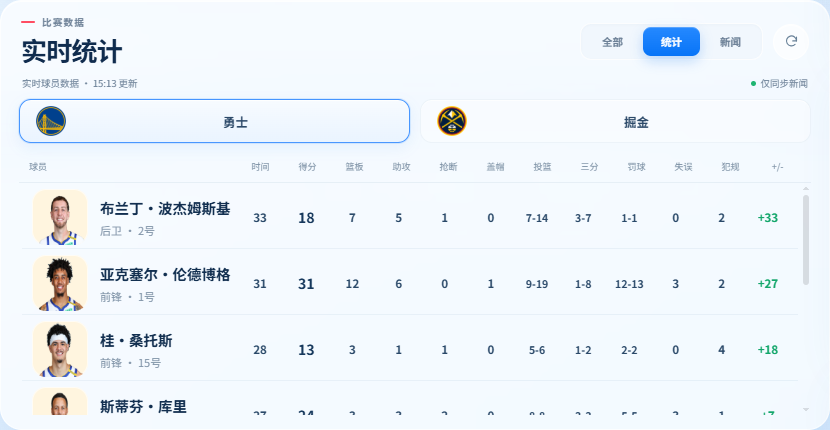 比赛数据
实时统计
全部 统计 新闻
实时球员数据 • 15:13 更新
仅同步新闻
勇士 掘金
球员 时间 得分 篮板 助攻 抢断 盖帽 投篮 三分 罚球 失误 犯规 +/-
布兰丁・波杰姆斯基 33 18 7 5 1 0 7-14 3-7 1-1 0 2 +33
后卫 • 2号
亚克塞尔・伦德博格 31 31 12 6 0 1 9-19 1-8 12-13 3 2 +27
前锋 • 1号
桂・桑托斯 28 13 3 1 1 0 5-6 1-2 2-2 0 4 +18
前锋 • 15号
斯蒂芬・库里